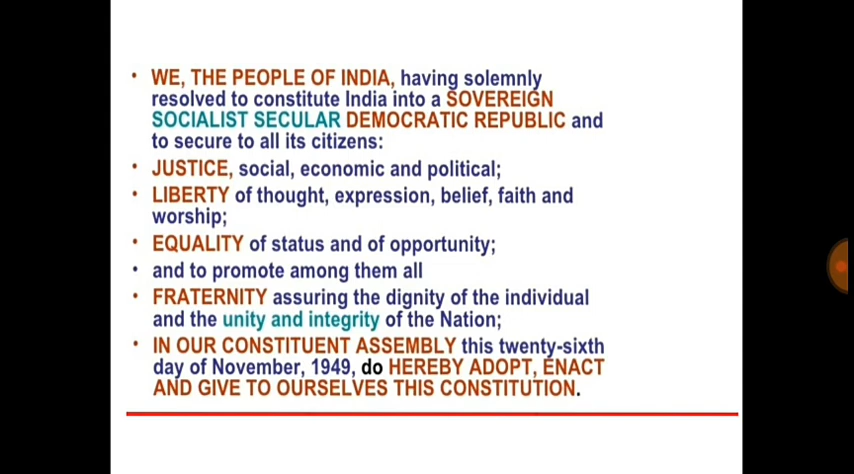 • WE, THE PEOPLE OF INDIA, having solemnly
resolved to constitute India into a SOVEREIGN
SOCIALIST SECULAR DEMOCRATIC REPUBLIC and
to secure to all its citizens:
• JUSTICE, social, economic and political;
• LIBERTY of thought, expression, belief, faith and
worship;
• EQUALITY of status and of opportunity;
• and to promote among them all
• FRATERNITY assuring the dignity of the individual
and the unity and integrity of the Nation;
• IN OUR CONSTITUENT ASSEMBLY this twenty-sixth
day of November, 1949, do HEREBY ADOPT, ENACT
AND GIVE TO OURSELVES THIS CONSTITUTION.